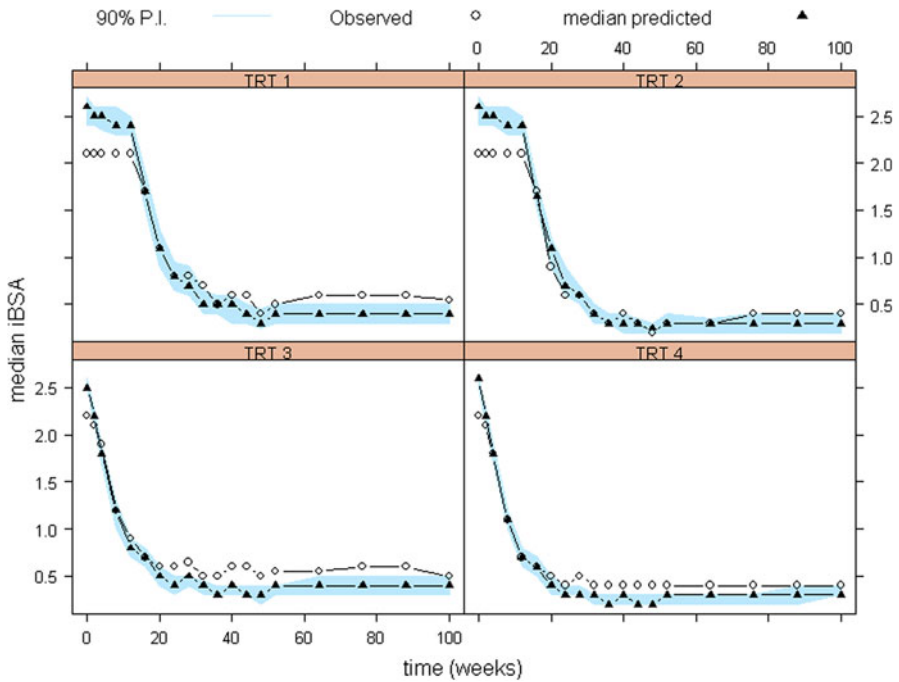 90% P.I. Observed median predicted
0 20 40 60 80 100
TRT 1 TRT 2
2.5
2.0
1.5
1.0
0.5
median iBSA
TRT 3 TRT 4
2.5
2.0
1.5
1.0
0.5
0 20 40 60 80 100
time (weeks)